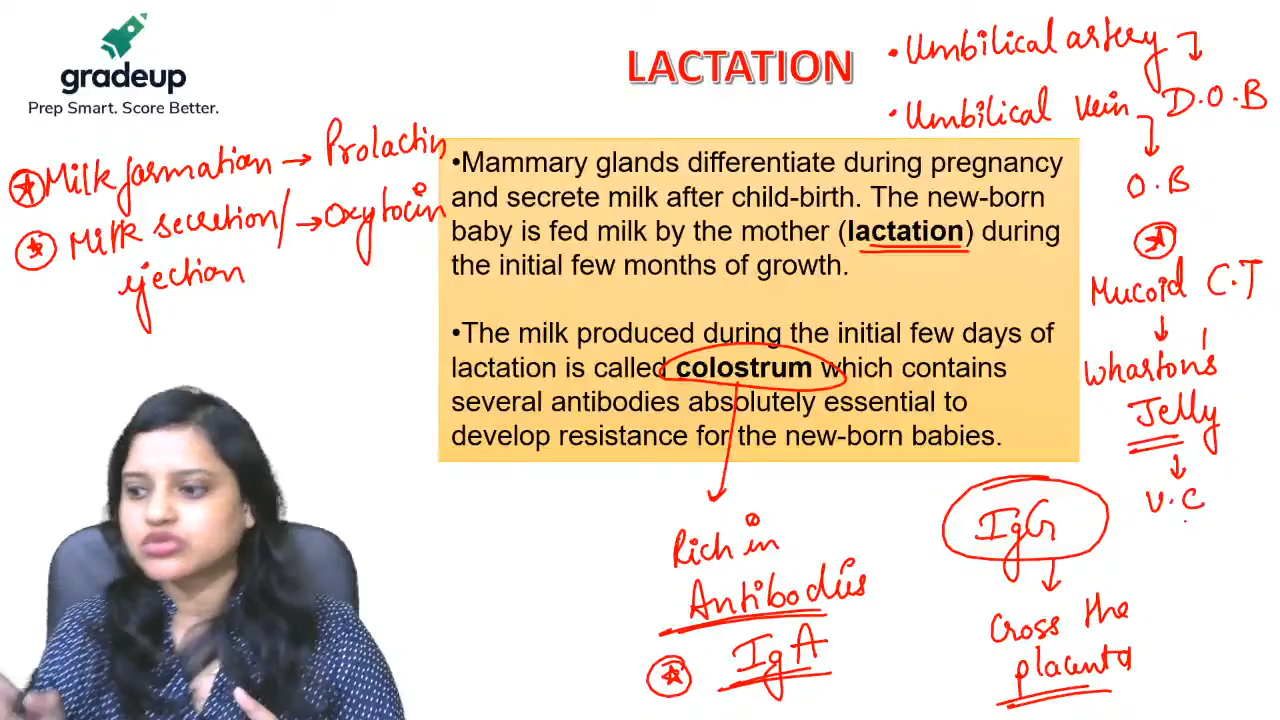 gradeup
Prep Smart. Score Better.
LACTATION
• Umbilical artery
D.O.B
• Umbilical vein
O.B
Mucoid C.T
Wharton's
Jelly
U.C
Milk formation → Prolactin
Milk secretion/ → Oxytocin
ejection
•Mammary glands differentiate during pregnancy
and secrete milk after child-birth. The new-born
baby is fed milk by the mother (lactation) during
the initial few months of growth.
•The milk produced during the initial few days of
lactation is called colostrum which contains
several antibodies absolutely essential to
develop resistance for the new-born babies.
Rich in
Antibodies
IgA
IgG
Cross the
placenta